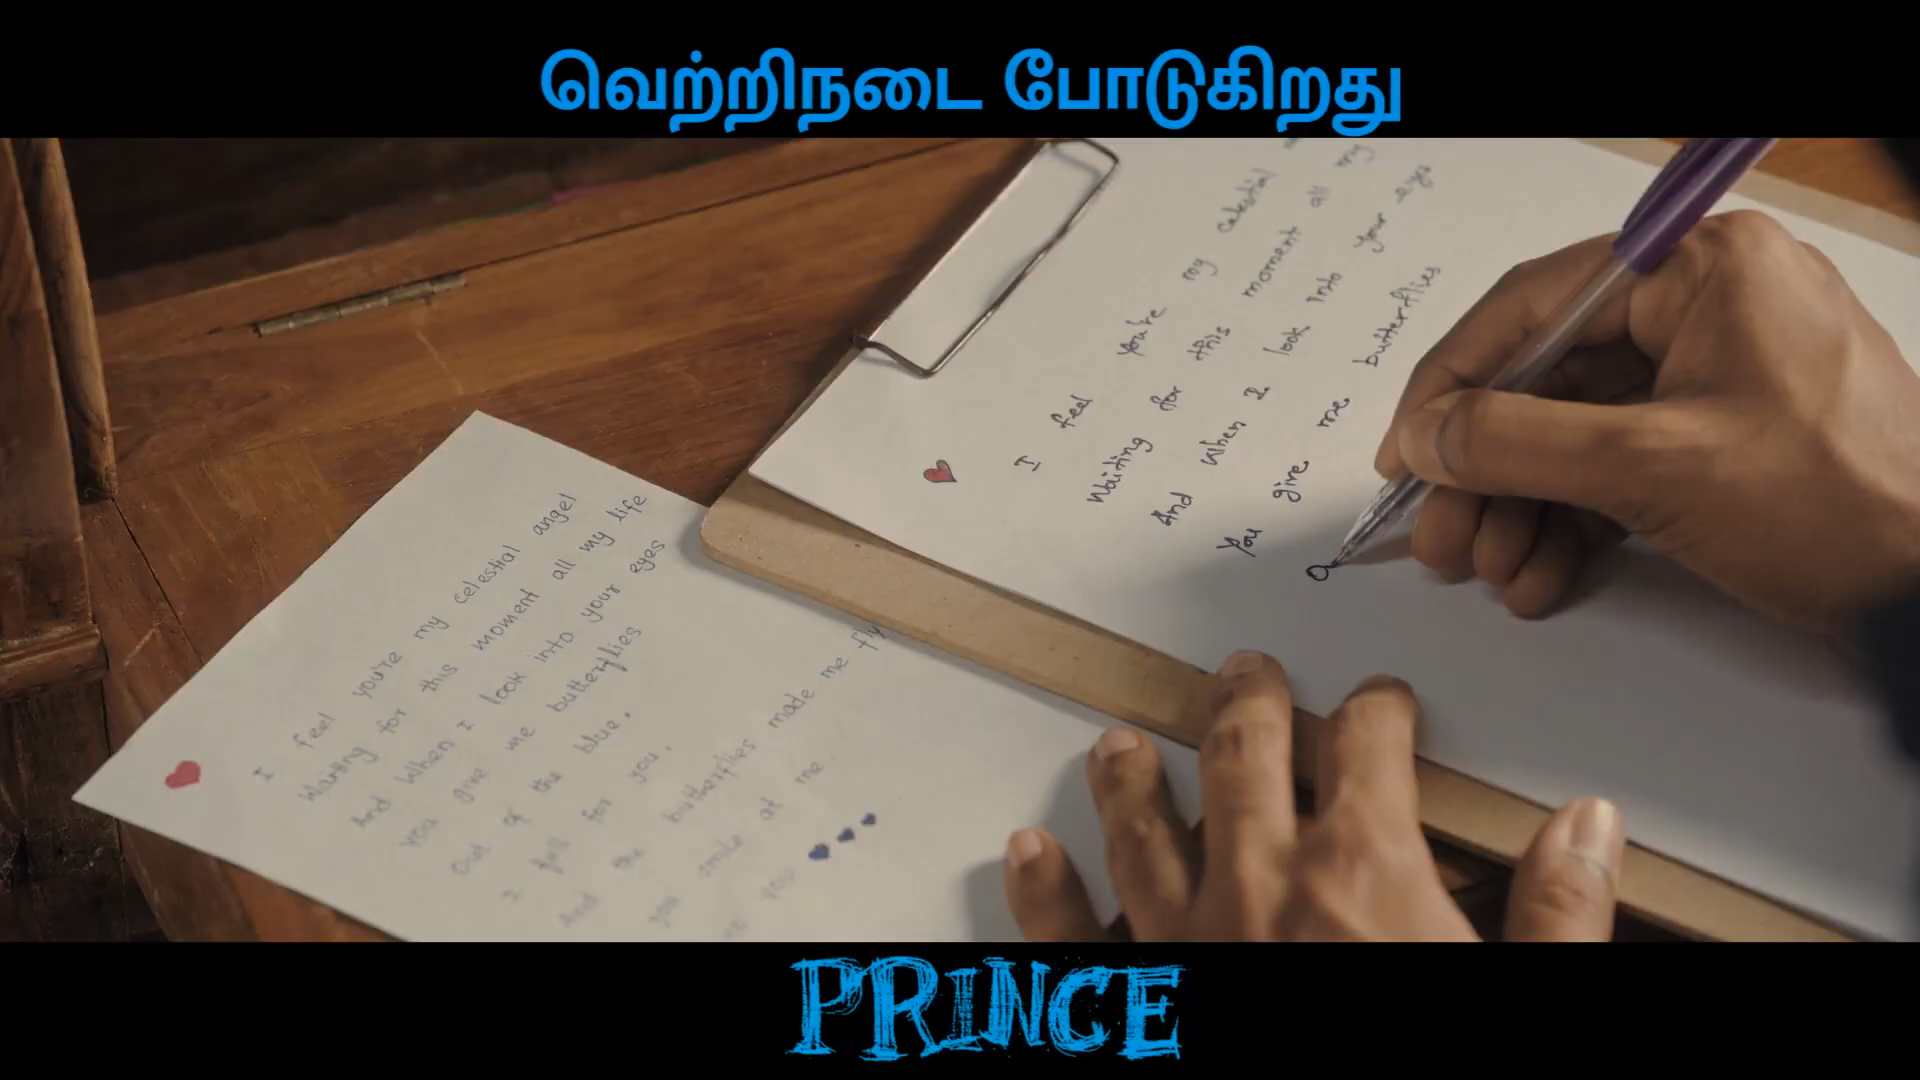 வெற்றிநடை போடுகிறது
I feel you're my celestial angel
Waiting for this moment all my life
And when I look into your eyes
You give me butterflies
Out of the blue.
I fall for you.
And the butterflies made me fly
you smile at me
you
I feel You're my celestial
Waiting for this moment all my
And when I look into your eyes
You give me butterflies
O
PRINCE